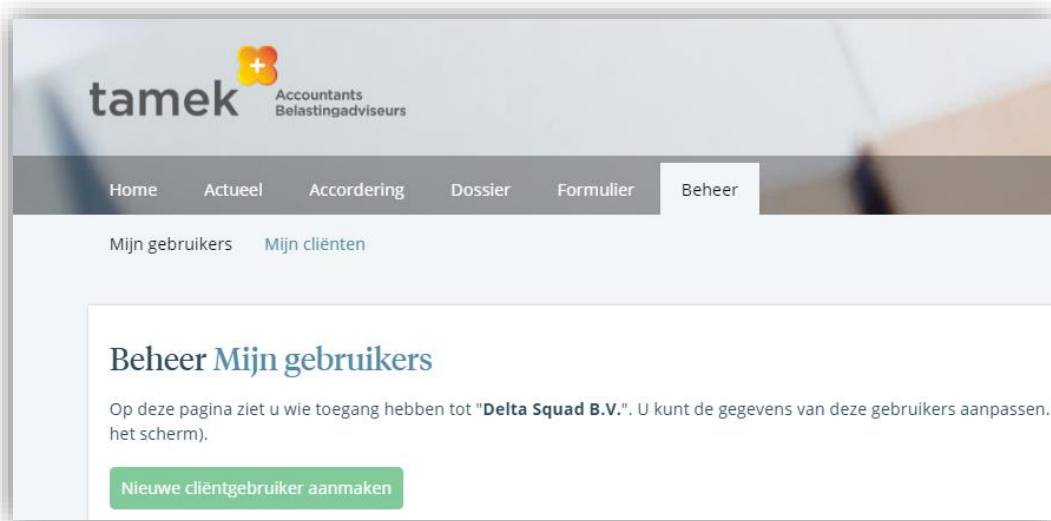 tamek
Accountants
Belastingadviseurs
Home Actueel Accordering Dossier Formulier Beheer
Mijn gebruikers Mijn cliënten
Beheer Mijn gebruikers
Op deze pagina ziet u wie toegang hebben tot "Delta Squad B.V.". U kunt de gegevens van deze gebruikers aanpassen.
het scherm).
Nieuwe cliëntgebruiker aanmaken